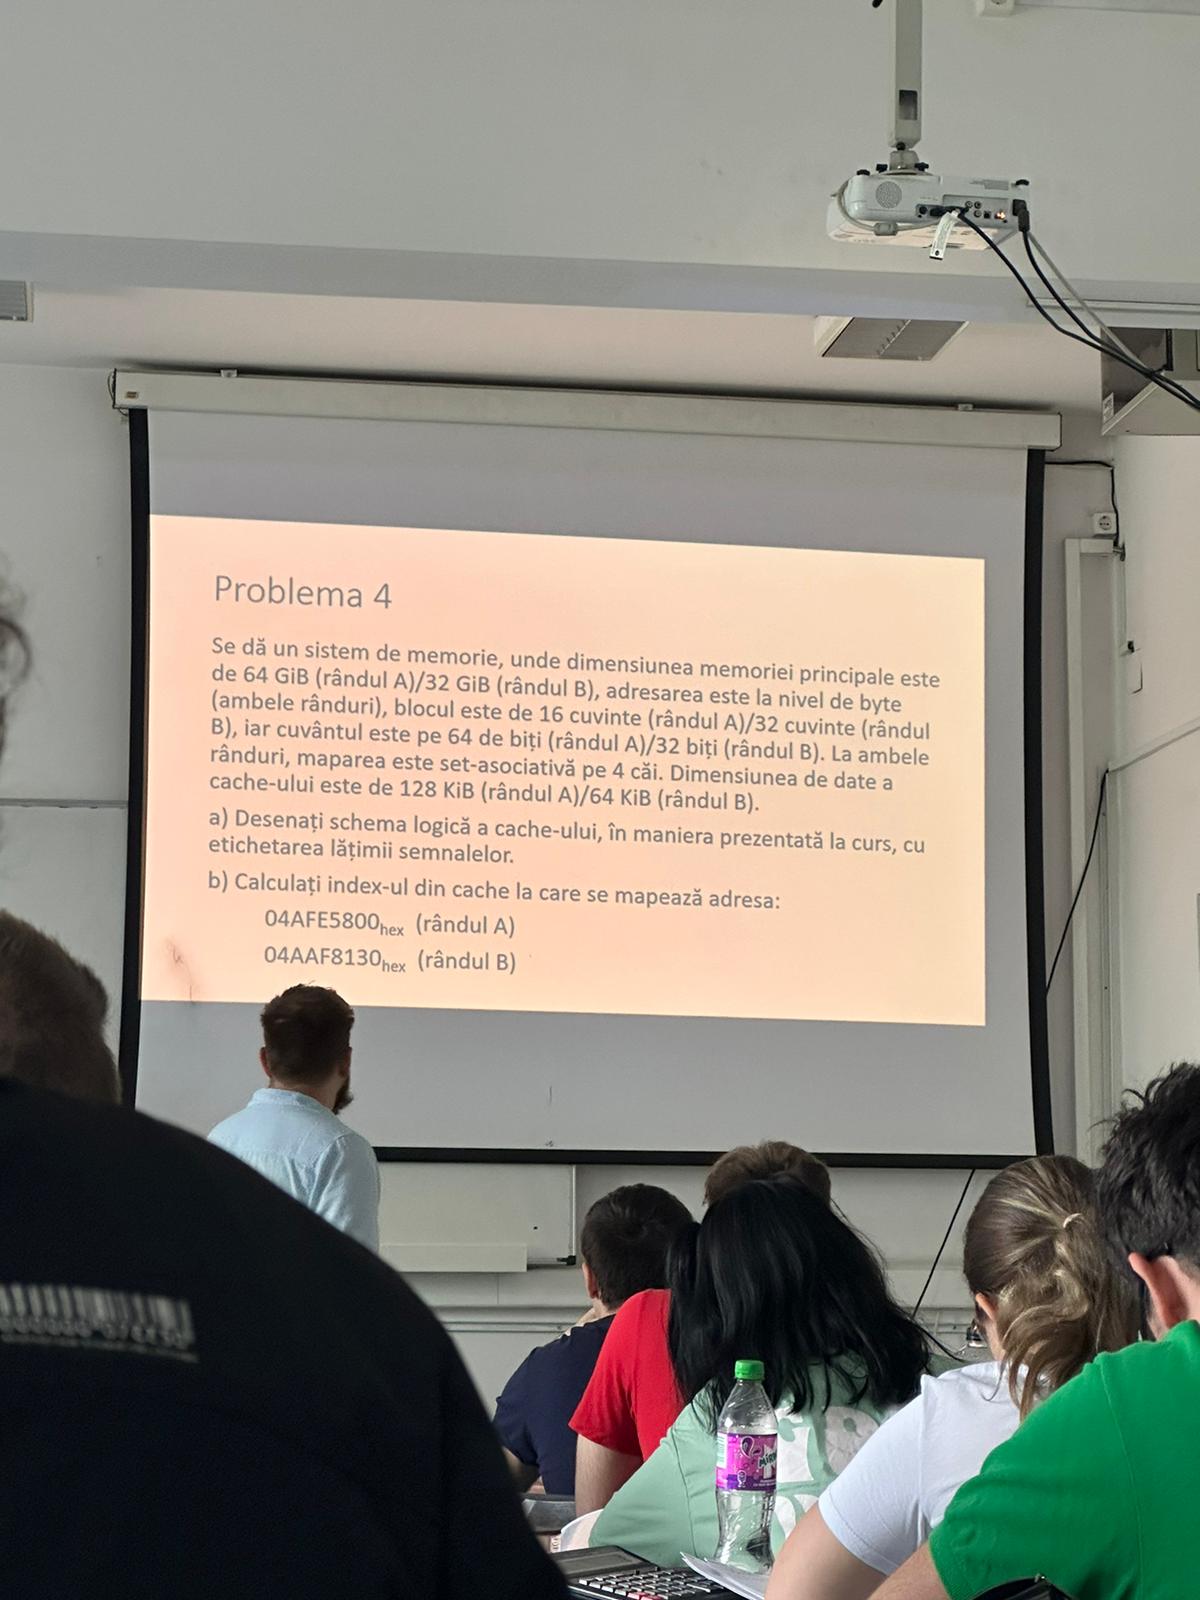 Problema 4
Se dă un sistem de memorie, unde dimensiunea memoriei principale este
de 64 GiB (rândul A)/32 GiB (rândul B), adresarea este la nivel de byte
(ambele rânduri), blocul este de 16 cuvinte (rândul A)/32 cuvinte (rândul
B), iar cuvântul este pe 64 de biți (rândul A)/32 biți (rândul B). La ambele
rânduri, maparea este set-asociativă pe 4 căi. Dimensiunea de date a
cache-ului este de 128 KiB (rândul A)/64 KiB (rândul B).
a) Desenați schema logică a cache-ului, în maniera prezentată la curs, cu
etichetarea lățimii semnalelor.
b) Calculați index-ul din cache la care se mapează adresa:
04AFE5800hex (rândul A)
04AAF8130hex (rândul B)